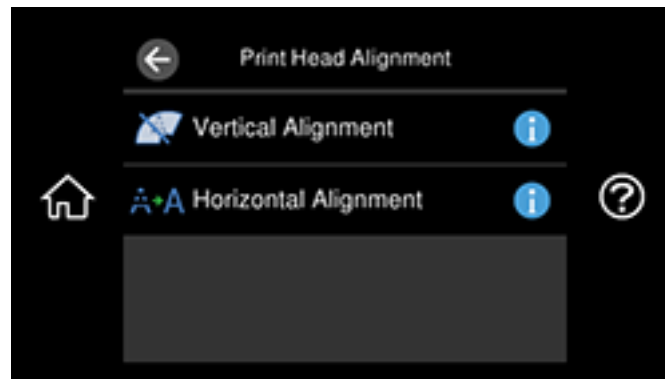 Print Head Alignment
Vertical Alignment
A→A Horizontal Alignment